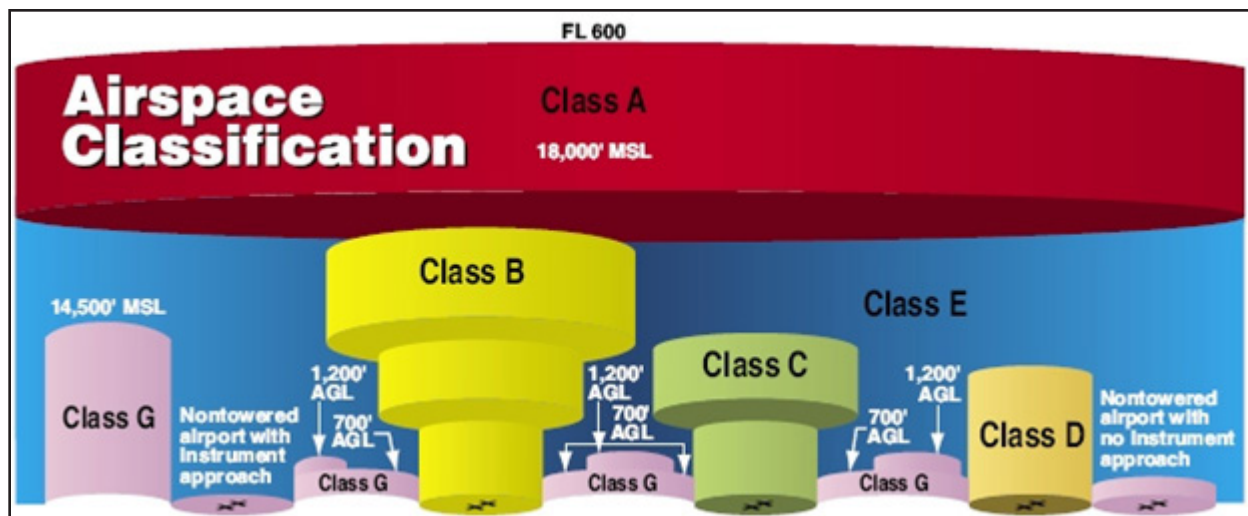 FL 600
Airspace
Classification
Class A
18,000' MSL
Class B
Class E
14,500' MSL
Class G
Nontowered
airport with
Instrument
approach
1,200'
AGL
700'
AGL
Class G
1,200'
AGL
700'
AGL
Class G
Class C
700'
AGL
1,200'
AGL
Class G
Class D
Nontowered
airport with
no Instrument
approach